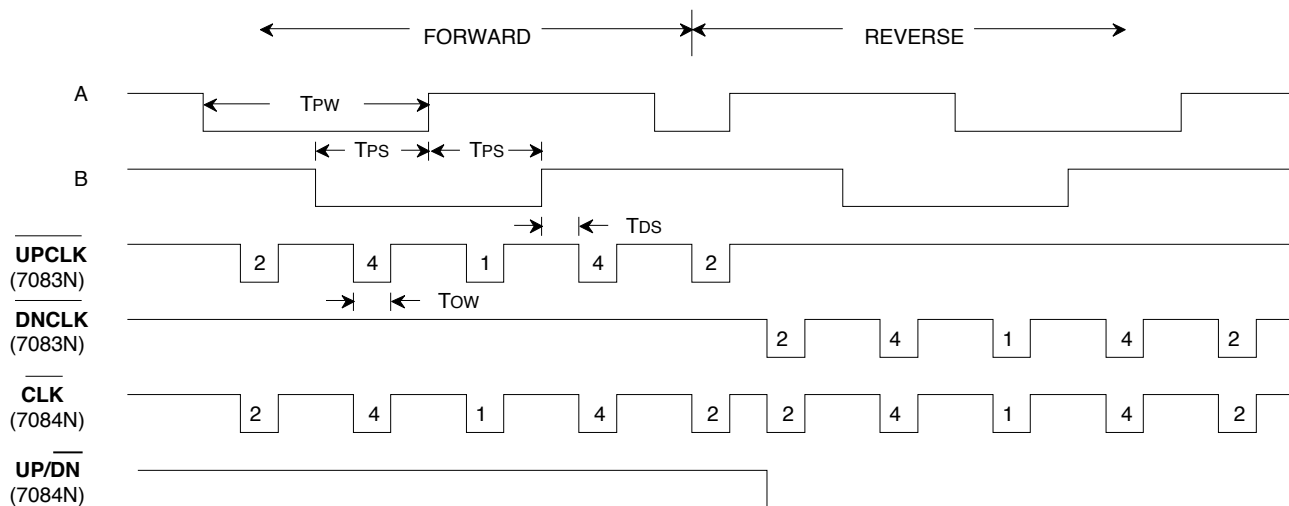 FORWARD REVERSE
A TPW
TPS TPS
B
TDS
UPCLK 2 4 1 4 2
(7083N)
TOW
DNCLK 2 4 1 4 2
(7083N)
CLK 2 4 1 4 2 2 4 1 4 2
(7084N)
UP/DN
(7084N)